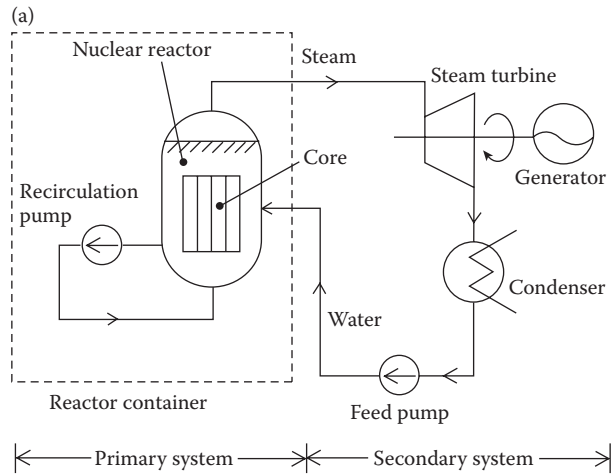 (a)
Nuclear reactor
Steam
Steam turbine
Core
Recirculation
pump
Generator
Condenser
Water
Feed pump
Reactor container
Primary system
Secondary system